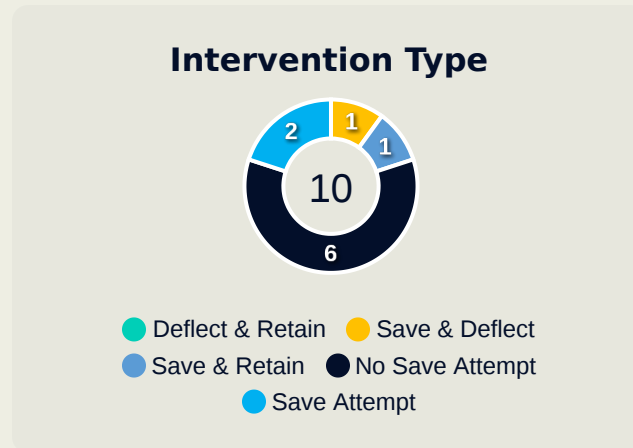 Intervention Type
2 1
1
10
6
Deflect & Retain Save & Deflect
Save & Retain No Save Attempt
Save Attempt